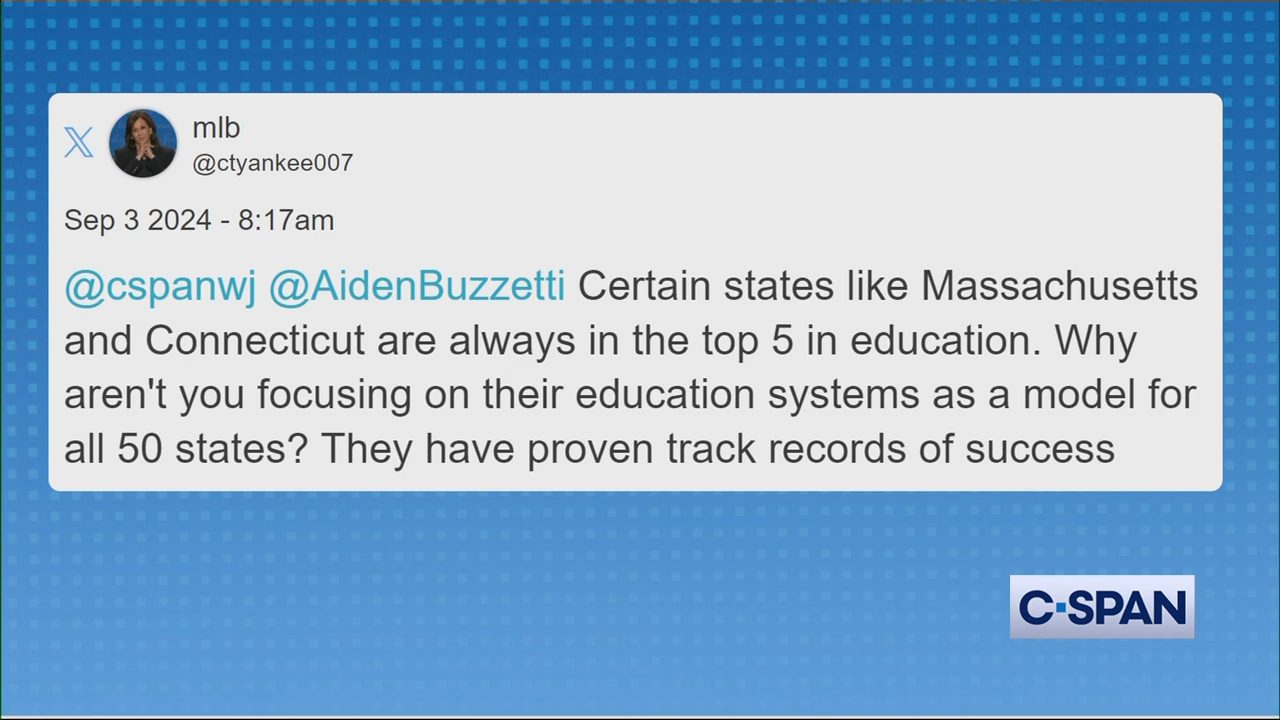 mlb
@ctyankee007
Sep 3 2024 - 8:17am
@cspanwj @AidenBuzzetti Certain states like Massachusetts
and Connecticut are always in the top 5 in education. Why
aren't you focusing on their education systems as a model for
all 50 states? They have proven track records of success
C-SPAN